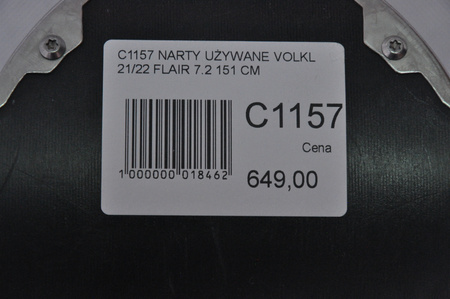 C1157 NARTY UŻYWANE VOLKL
21/22 FLAIR 7.2 151 CM
C1157
Cena
649,00
1 000000 018462